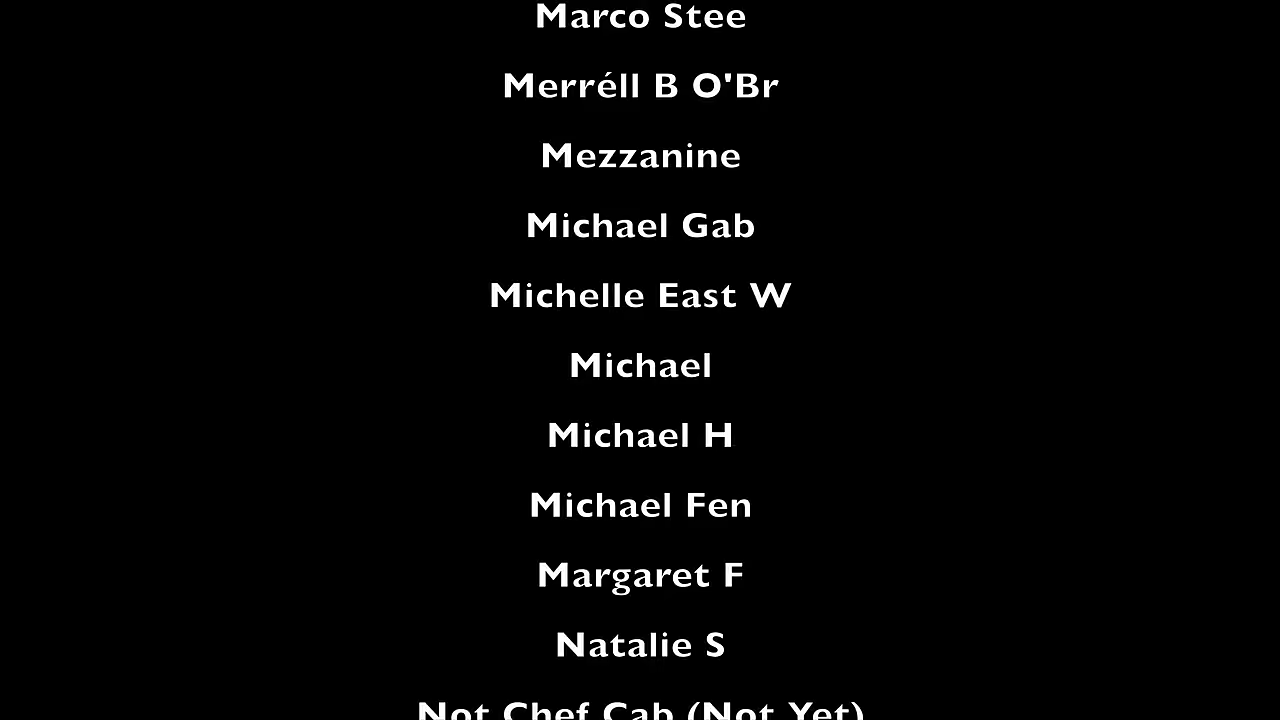 Marco Stee
Merréll B O'Br
Mezzanine
Michael Gab
Michelle East W
Michael
Michael H
Michael Fen
Margaret F
Natalie S
Not Chef Cab (Not Yet)